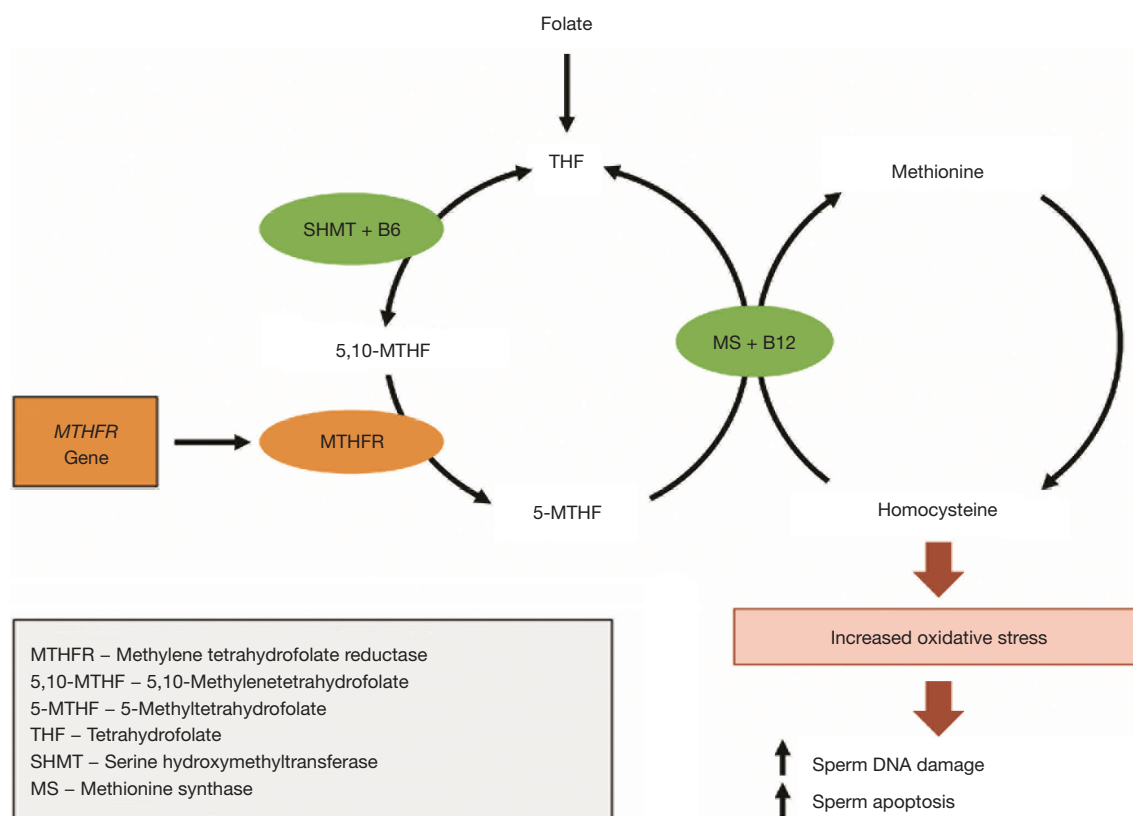 Folate
THF
Methionine
SHMT + B6
5,10-MTHF
MS + B12
MTHFR
Gene
MTHFR
5-MTHF
Homocysteine
Increased oxidative stress
Sperm DNA damage
Sperm apoptosis
MTHFR – Methylene tetrahydrofolate reductase
5,10-MTHF – 5,10-Methylenetetrahydrofolate
5-MTHF – 5-Methyltetrahydrofolate
THF – Tetrahydrofolate
SHMT – Serine hydroxymethyltransferase
MS – Methionine synthase